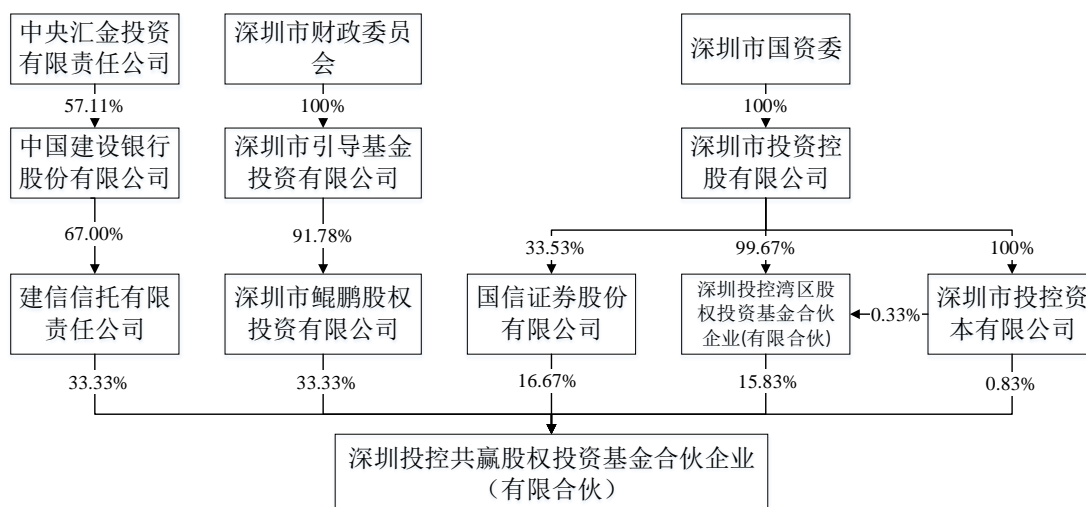 中央汇金投资
有限责任公司
深圳市财政委员
会
深圳市国资委
57.11%
100%
100%
中国建设银行
股份有限公司
深圳市引导基金
投资有限公司
深圳市投资控
股有限公司
67.00%
91.78%
33.53%
99.67%
100%
建信信托有限
责任公司
深圳市鲲鹏股权
投资有限公司
国信证券股份
有限公司
深圳投控湾区股
权投资基金合伙
企业(有限合伙)
0.33%
深圳市投控资
本有限公司
33.33%
33.33%
16.67%
15.83%
0.83%
深圳投控共赢股权投资基金合伙企业
（有限合伙）